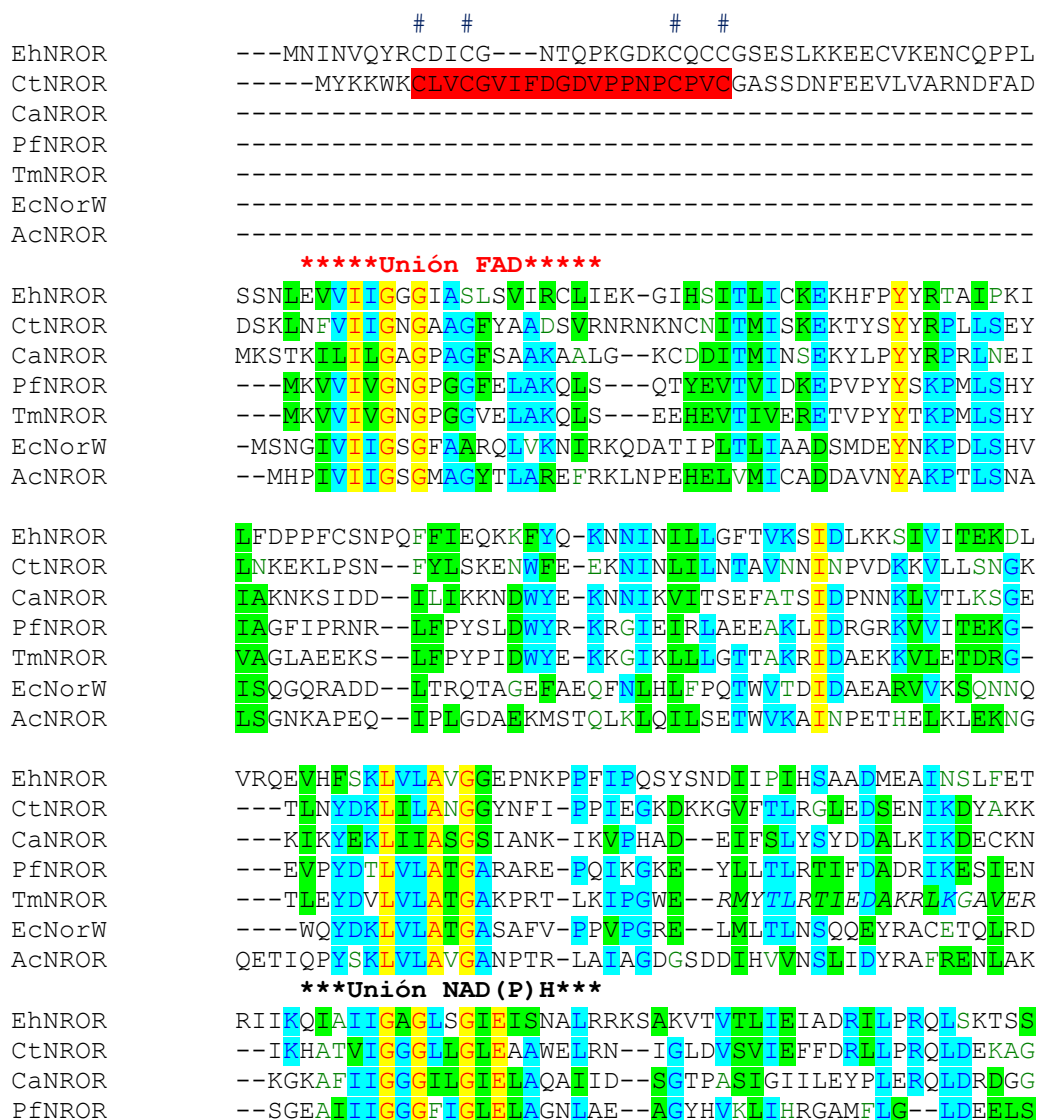 # # # #
EhNROR ---MNINVQYRCDICG---NTQPKGDKCQCCGSESLKKEECVKENCQPPL
CtNROR -----MYKKWKCLVCGVIFDGDVPPNPCPVCGASSDNFEEVLVARNDFAD
CaNROR --------------------------------------------------
PfNROR --------------------------------------------------
TmNROR --------------------------------------------------
EcNorW --------------------------------------------------
AcNROR --------------------------------------------------
*****Unión FAD*****
EhNROR SSNLEVVIIGGGIASLSVIRCLIEK-GIHSITLICKEKHFPYYRTAIPKI
CtNROR DSKLNFVIIGNGAAGFYAADSVRNRNKNCNITMISKEKTYSYYRPLLSEY
CaNROR MKSTKILILGAGPAGFSAAKAALG--KCDDITMINSEKYLPYYRPRLNEI
PfNROR ---MKVVIVGNGPGGFELAKQLS---QTYEVTVIDKEPVPYYSKPMLSHY
TmNROR ---MKVVIVGNGPGGVELAKQLS---EEHEVTIVERETVPYYTKPMLSHY
EcNorW -MSNGIVIIGSGFAARQLVKNIRKQDATIPLTLIAADSMDEYNKPDLSHV
AcNROR --MHPIVIIGSGMAGYTLAREFRKLNPEHELVMICADDAVNYAKPTLSNA
EhNROR LFDPPFCSNPQFFIEQKKFYQ-KNNINILLGFTVKSIDLKKSIVITEKDL
CtNROR LNKEKLPSN--FYLSKENWFE-EKNINLILNTAVNNINPVDKKVLLSNGK
CaNROR IAKNKSIDD--ILIKKNDWYE-KNNIKVITSEFATSIDPNNKLVTLKSGE
PfNROR IAGFIPRNR--LFPYSLDWYR-KRGIEIRLAEEAKLIDRGRKVVITEKG-
TmNROR VAGLAEEKS--LFPYPIDWYE-KKGIKLLLGTTAKRIDAEKKVLETDRG-
EcNorW ISQGQRADD--LTRQTAGEFAEQFNLHLFPQTWVTDIDAEARVVKSQNNQ
AcNROR LSGNKAPEQ--IPLGDAEKMSTQLKLQILSETWVKAINPETHELKLEKNG
EhNROR VRQEVHFSKLVLAVGGEPNKPPFIPQSYSNDIIPIHSAADMEAINSLFET
CtNROR ---TLNYDKLILANGGYNFI-PPIEGKDKKGVFTLRGLEDSENIKDYAKK
CaNROR ---KIKYEKLIIASGSIANK-IKVPHAD--EIFSLYSYDDALKIKDECKN
PfNROR ---EVPYDTLVLATGARARE-PQIKGKE--YLLTLRTIFDADRIKESIEN
TmNROR ---TLEYDVLVLATGAKPRT-LKIPGWE--RMYTLRTIEDAKRLKGAVER
EcNorW ----WQYDKLVLATGASAFV-PPVPGRE--LMLTLNSQQEYRACETQLRD
AcNROR QETIQPYSKLVLAVGANPTR-LAIAGDGSDDIHVVNSLIDYRAFRENLAK
***Unión NAD(P)H***
EhNROR RIIKQIAIIGAGLSGIEISNALRRKSAKVTVTLIEIADRILPRQLSKTSS
CtNROR --IKHATVIGGGLLGLEAAWELRN--IGLDVSVIEFFDRLLPRQLDEKAG
CaNROR --KGKAFIIGGGILGIELAQAIID--SGTPASIGIILEYPLERQLDRDGG
PfNROR --SGEAIIIGGGFIGLELAGNLAE--AGYHVKLIHRGAMFLG--LDEELS